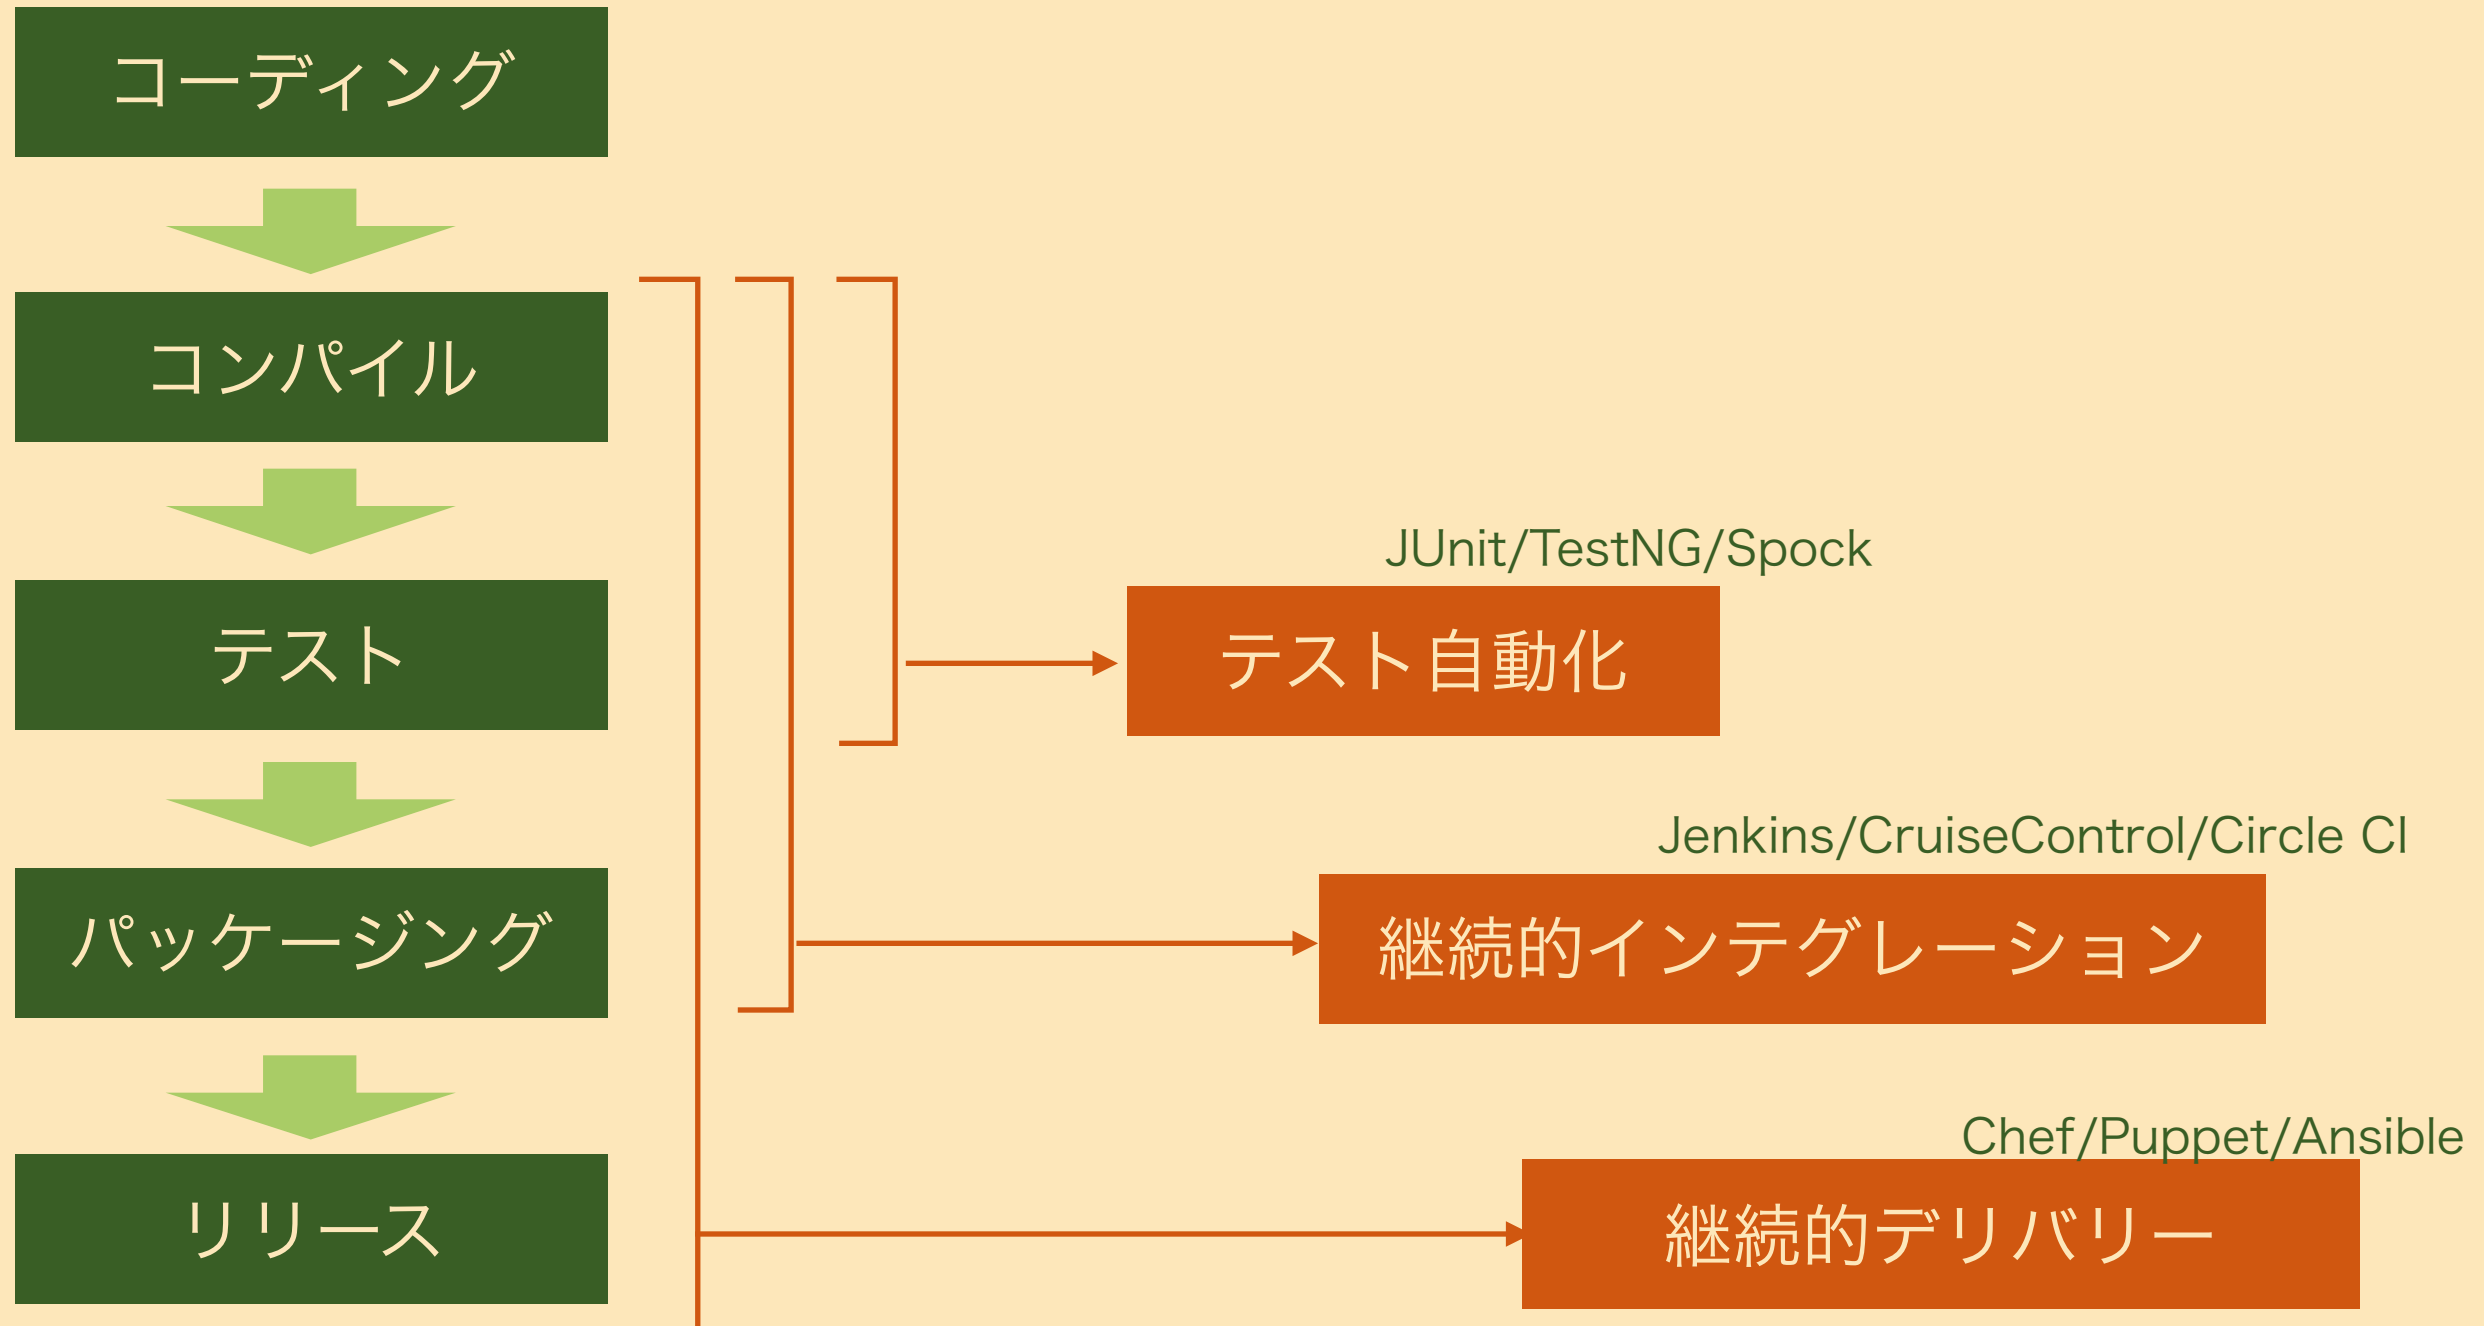 コーディング
コンパイル
テスト
パッケージング
リリース
JUnit/TestNG/Spock
テスト自動化
Jenkins/CruiseControl/Circle CI
継続的インテグレーション
Chef/Puppet/Ansible
継続的デリバリー